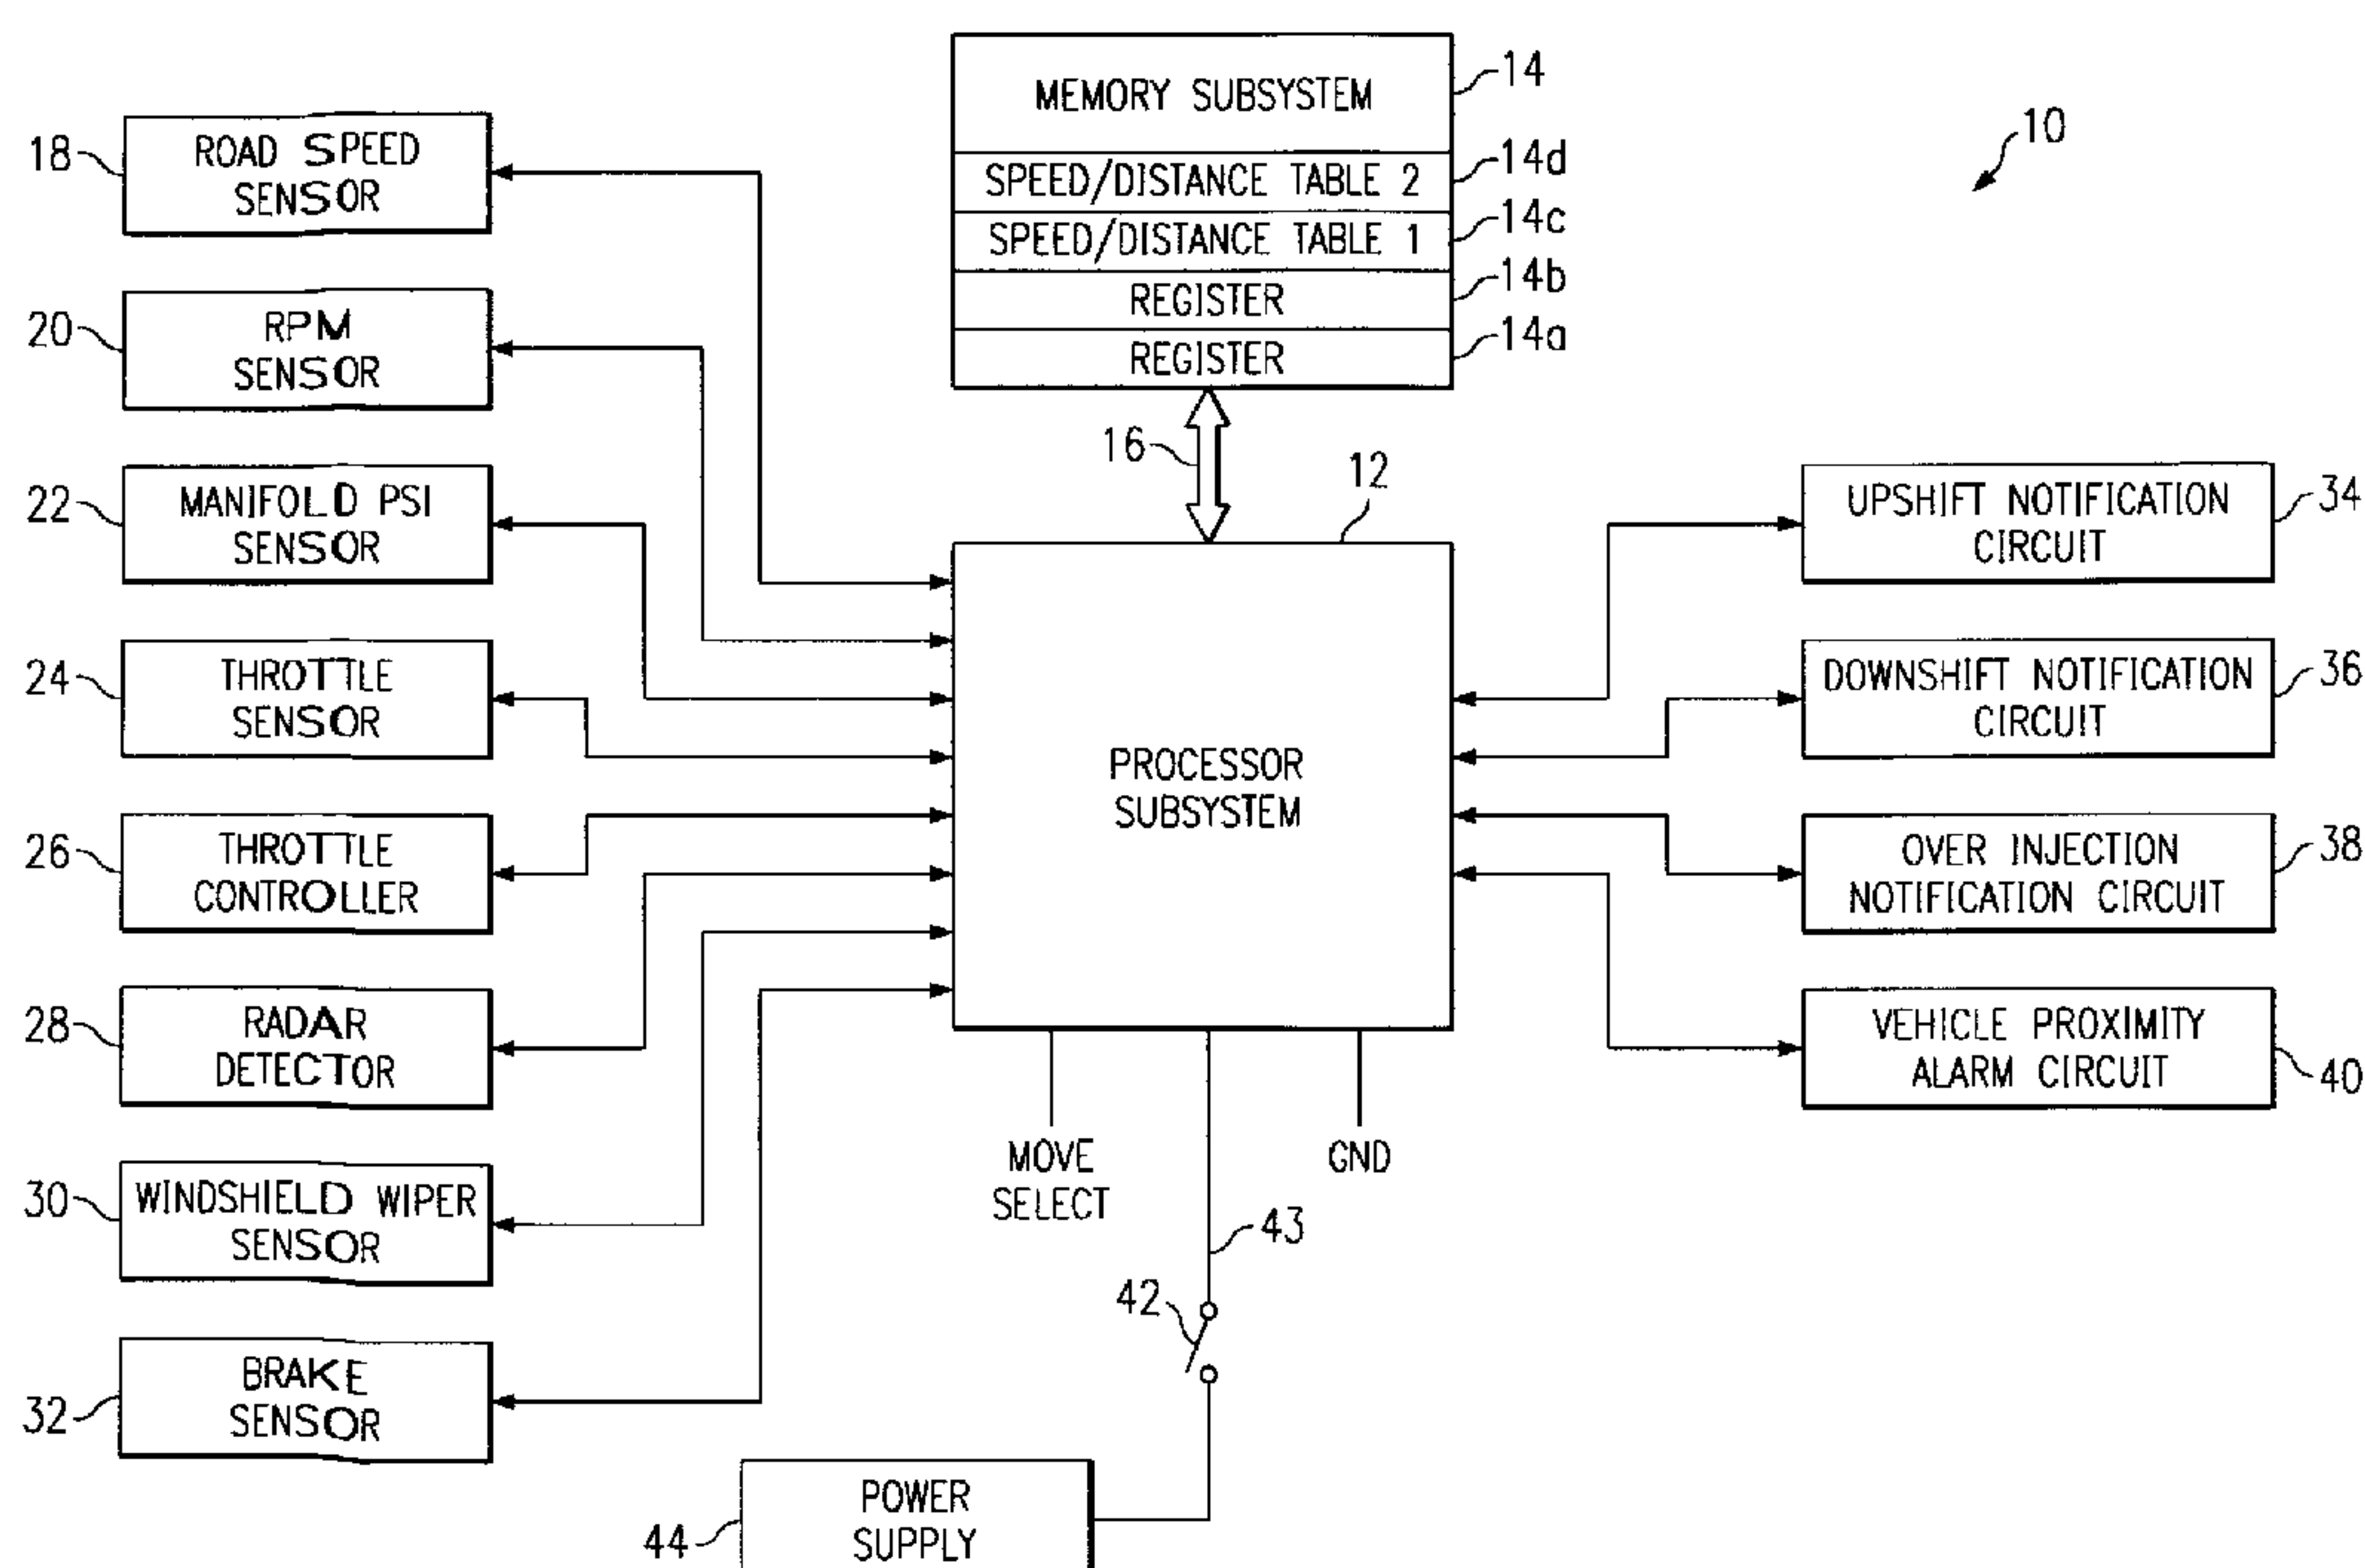 10
MEMORY SUBSYSTEM
14
SPEED/DISTANCE TABLE 2
14d
SPEED/DISTANCE TABLE 1
14c
REGISTER
14b
REGISTER
14a
16
12
18
ROAD SPEED
SENSOR
20
RPM
SENSOR
22
MANIFOLD PSI
SENSOR
24
THROTTLE
SENSOR
26
THROTTLE
CONTROLLER
28
RADAR
DETECTOR
30
WINDSHIELD WIPER
SENSOR
32
BRAKE
SENSOR
PROCESSOR
SUBSYSTEM
UPSHIFT NOTIFICATION
CIRCUIT
34
DOWNSHIFT NOTIFICATION
CIRCUIT
36
OVER INJECTION
NOTIFICATION CIRCUIT
38
VEHICLE PROXIMITY
ALARM CIRCUIT
40
MOVE
SELECT
GND
43
42
44
POWER
SUPPLY